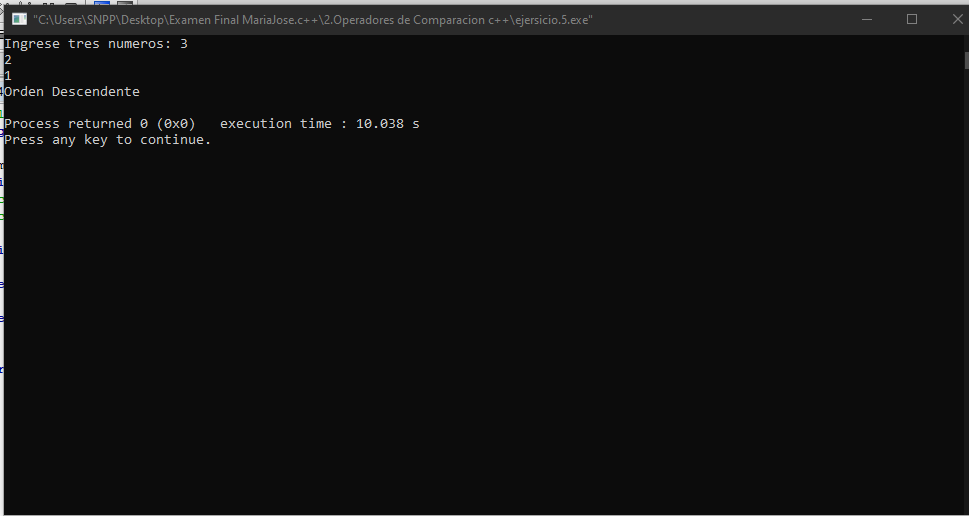 "C:\Users\SNPP\Desktop\Examen Final MariaJose.c++\2.Operadores de Comparacion c++\ejersicio.5.exe"
Ingrese tres numeros: 3
2
1
Orden Descendente
Process returned 0 (0x0)   execution time : 10.038 s
Press any key to continue.